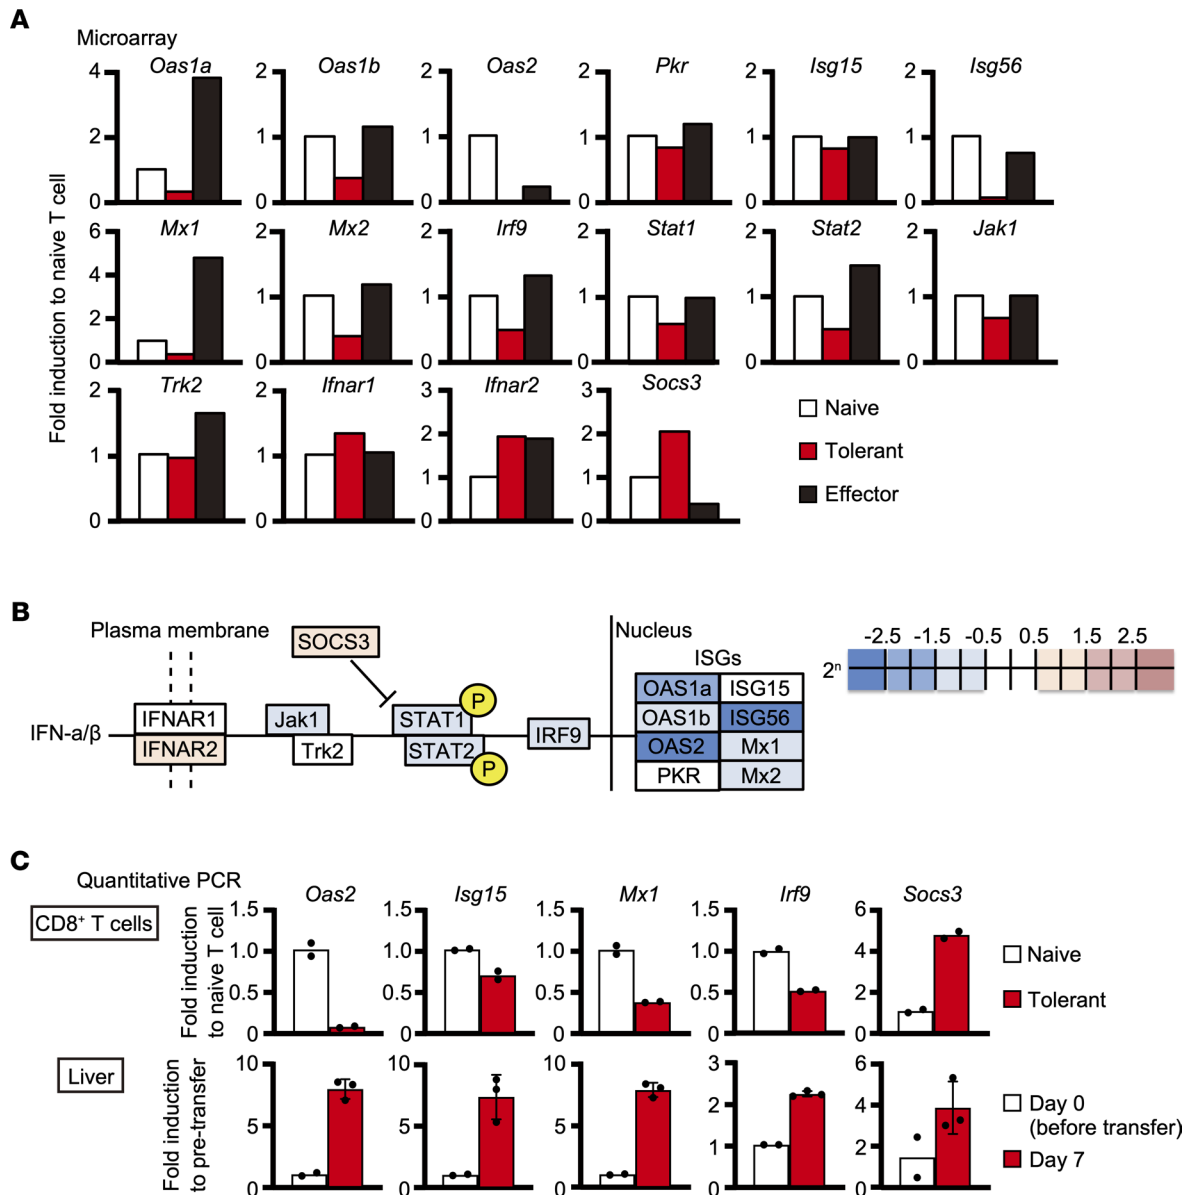 A
Microarray
Fold induction to naive T cell
Oas1a
4
2
0
Oas1b
2
1
0
Oas2
2
1
0
Pkr
2
1
0
Isg15
2
1
0
Isg56
2
1
0
Mx1
6
4
2
0
Mx2
2
1
0
Irf9
2
1
0
Stat1
2
1
0
Stat2
2
1
0
Jak1
2
1
0
Trk2
2
1
0
Ifnar1
2
1
0
Ifnar2
3
2
1
0
Socs3
3
2
1
0
Naive
Tolerant
Effector
B
Plasma membrane
SOCS3
Nucleus
ISGs
IFN-a/β
IFNAR1
IFNAR2
Jak1
Trk2
STAT1
P
STAT2
P
IRF9
OAS1a ISG15
OAS1b ISG56
OAS2 Mx1
PKR Mx2
-2.5 -1.5 -0.5 0.5 1.5 2.5
2ⁿ
C
Quantitative PCR
CD8⁺ T cells
Fold induction
to naive T cell
Oas2
1.5
1.0
0.5
0
Isg15
1.5
1.0
0.5
0
Mx1
1.5
1.0
0.5
0
Irf9
1.5
1.0
0.5
0
Socs3
6
4
2
0
Naive
Tolerant
Liver
Fold induction
to pre-transfer
10
5
0
10
5
0
10
5
0
3
2
1
0
6
4
2
0
Day 0
(before transfer)
Day 7